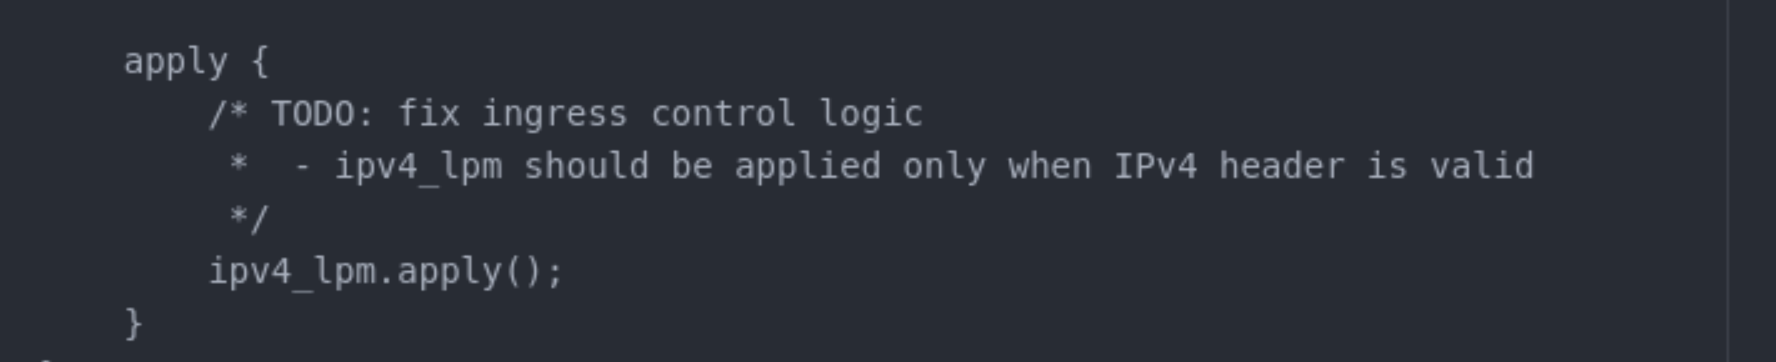 apply {
/* TODO: fix ingress control logic
*  - ipv4_lpm should be applied only when IPv4 header is valid
*/
ipv4_lpm.apply();
}